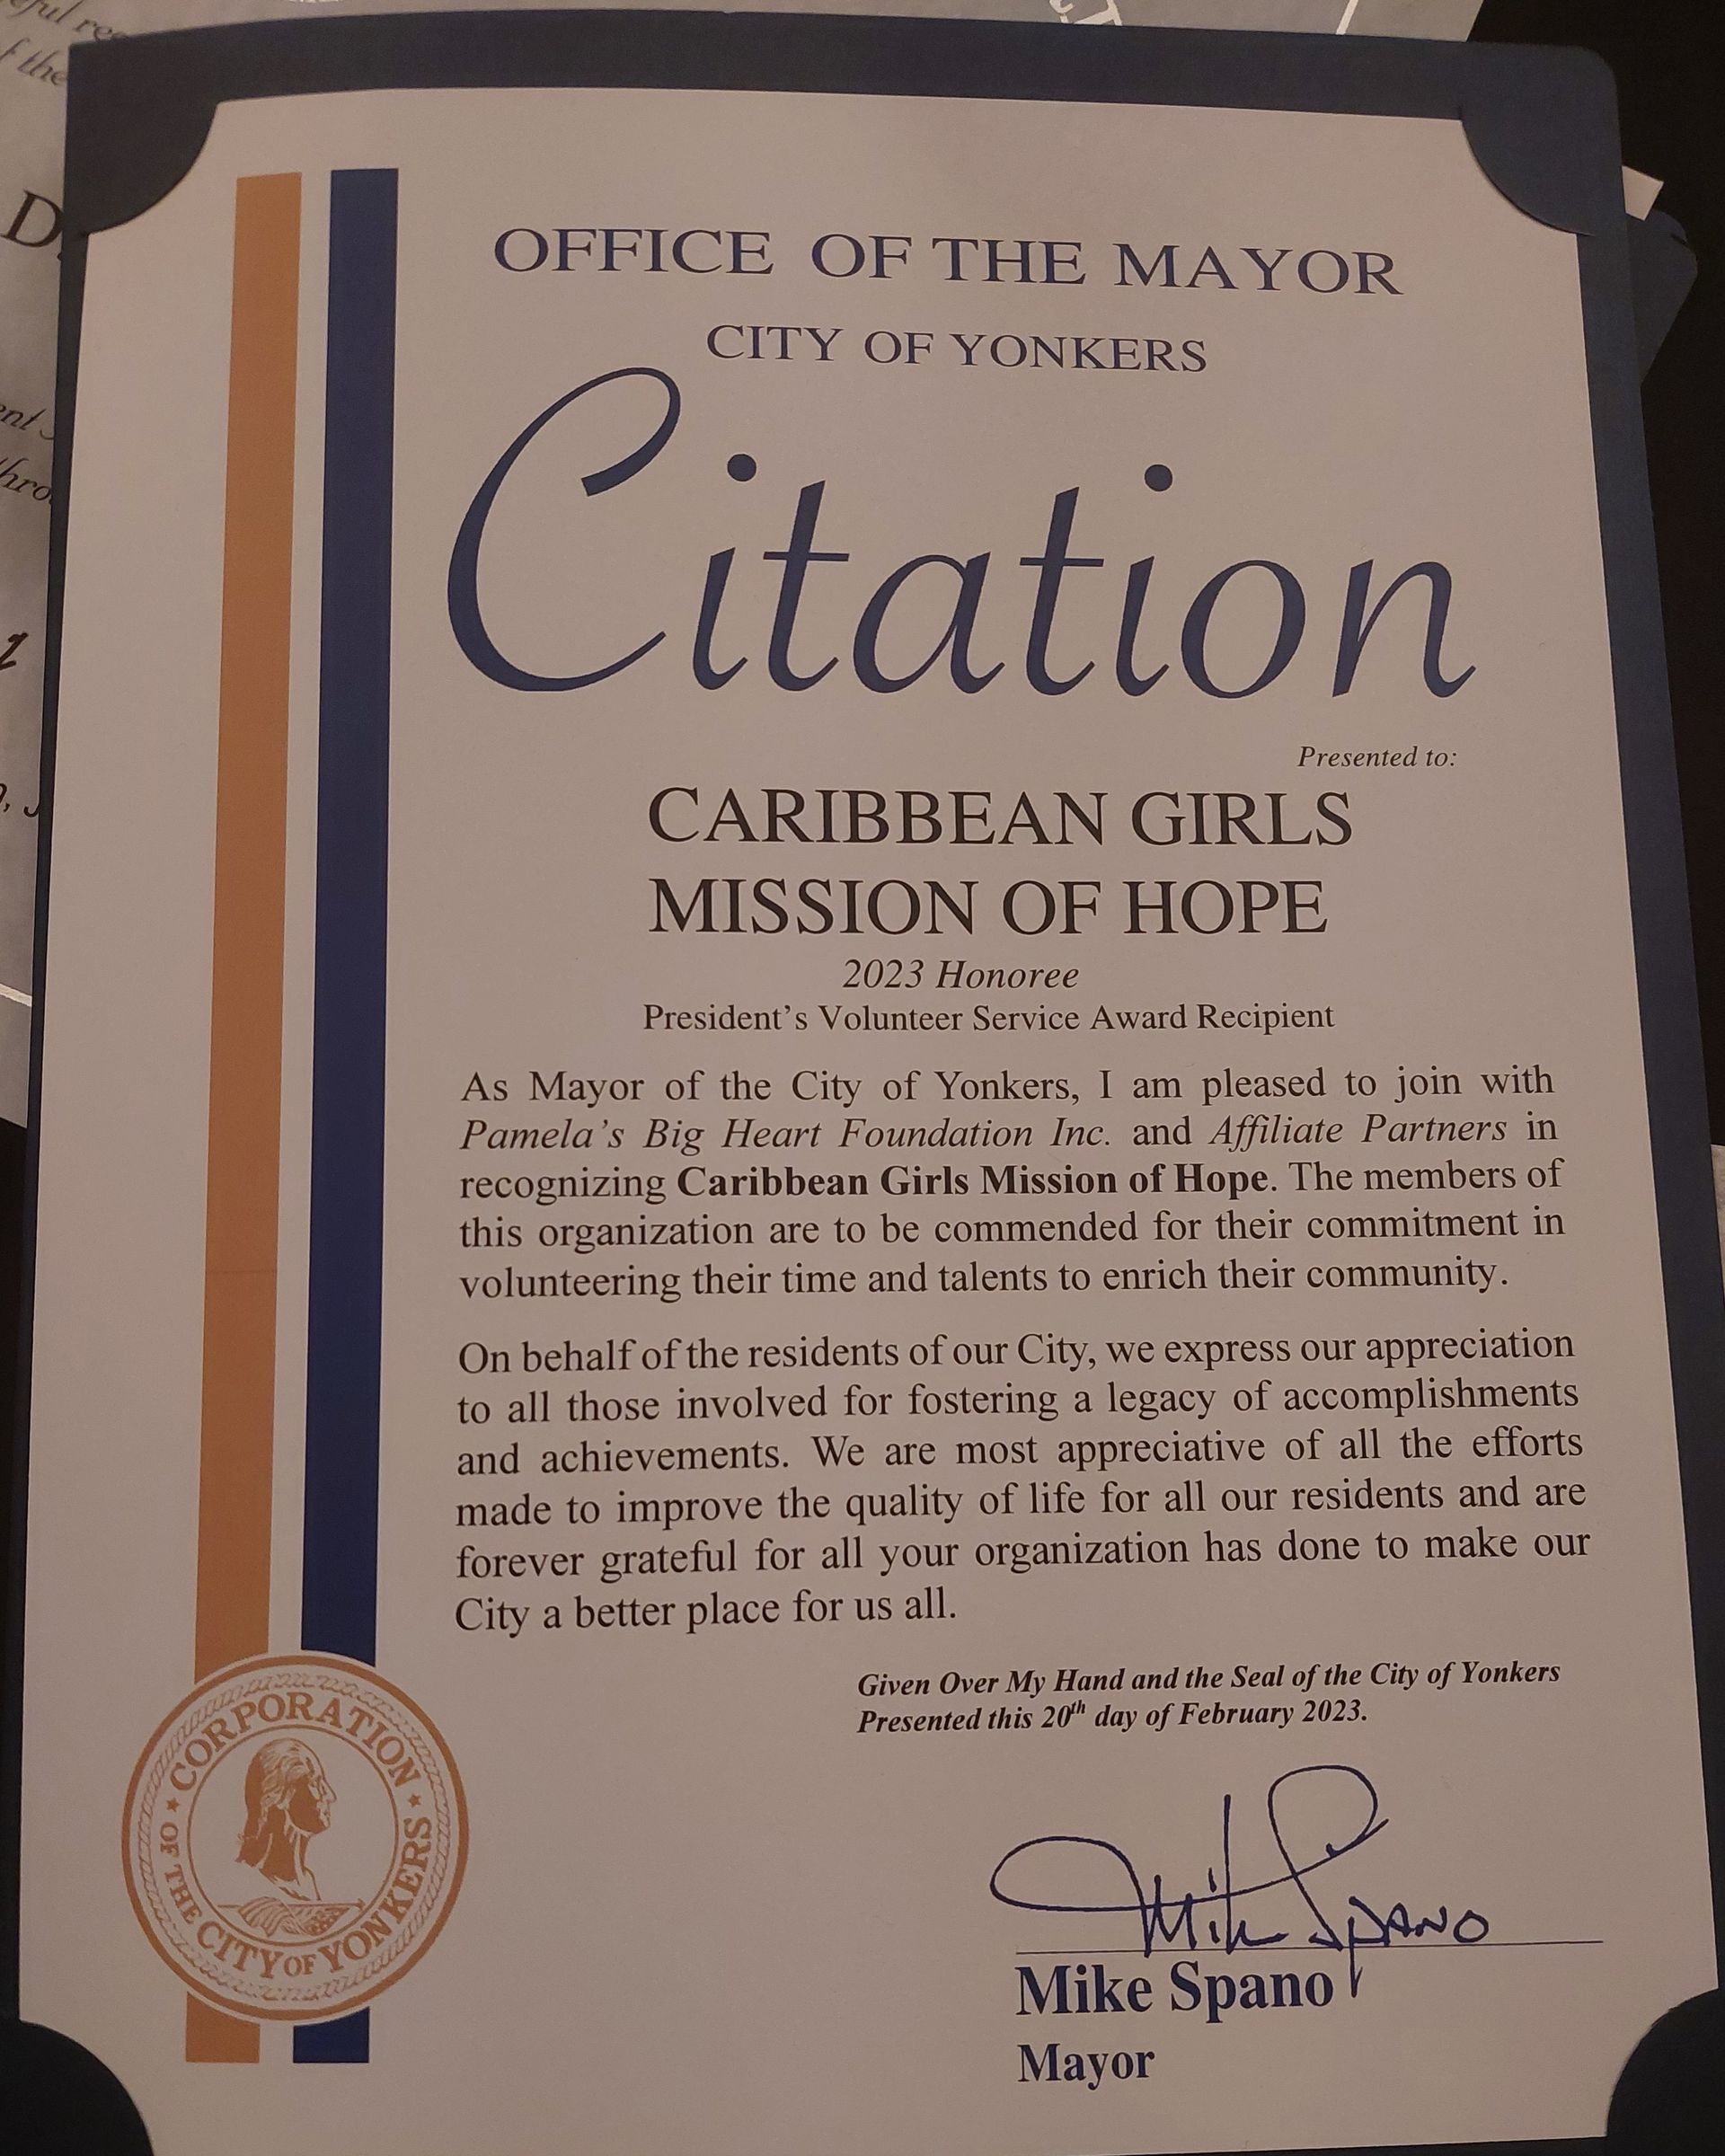 OFFICE OF THE MAYOR
CITY OF YONKERS
Citation
Presented to:
CARIBBEAN GIRLS
MISSION OF HOPE
2023 Honoree
President's Volunteer Service Award Recipient
As Mayor of the City of Yonkers, I am pleased to join with
Pamela's Big Heart Foundation Inc. and Affiliate Partners in
recognizing Caribbean Girls Mission of Hope. The members of
this organization are to be commended for their commitment in
volunteering their time and talents to enrich their community.
On behalf of the residents of our City, we express our appreciation
to all those involved for fostering a legacy of accomplishments
and achievements. We are most appreciative of all the efforts
made to improve the quality of life for all our residents and are
forever grateful for all your organization has done to make our
City a better place for us all.
Given Over My Hand and the Seal of the City of Yonkers
Presented this 20th day of February 2023.
Mike Spano
Mike Spano
Mayor
CORPORATION
OF THE CITY OF YONKERS
of the